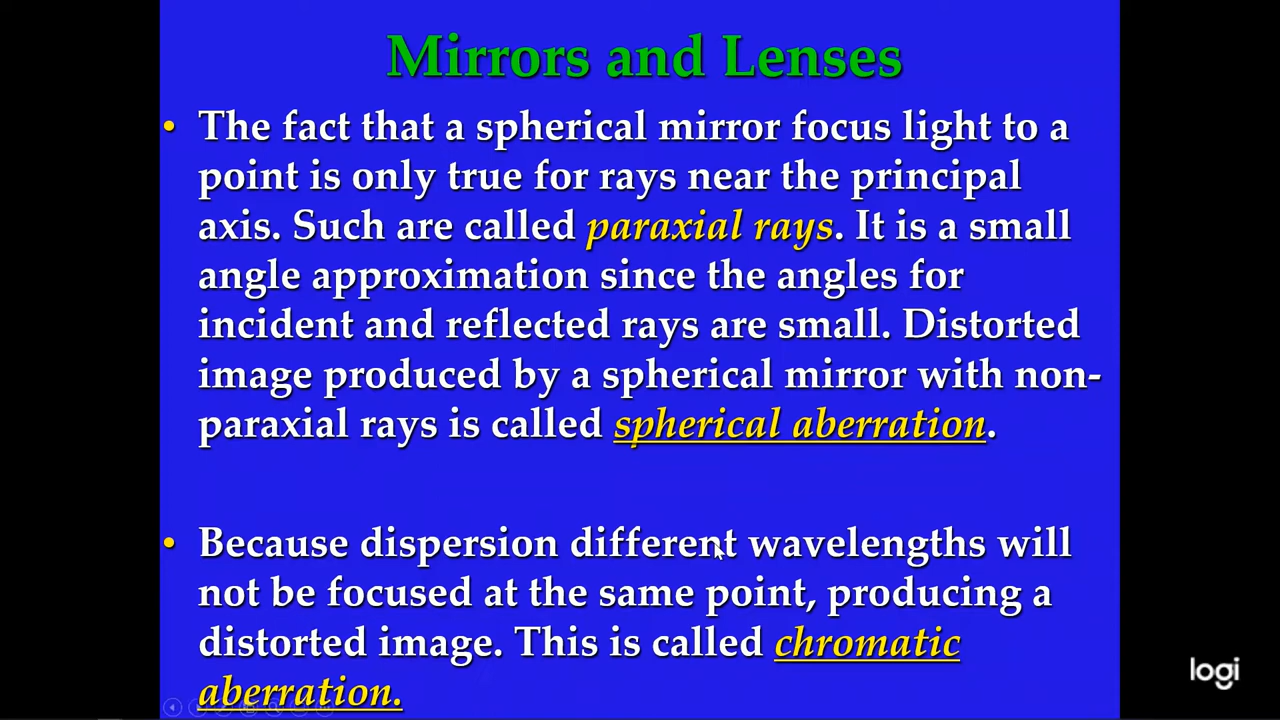 Mirrors and Lenses
• The fact that a spherical mirror focus light to a
point is only true for rays near the principal
axis. Such are called paraxial rays. It is a small
angle approximation since the angles for
incident and reflected rays are small. Distorted
image produced by a spherical mirror with non-
paraxial rays is called spherical aberration.
• Because dispersion different wavelengths will
not be focused at the same point, producing a
distorted image. This is called chromatic
aberration.
logi